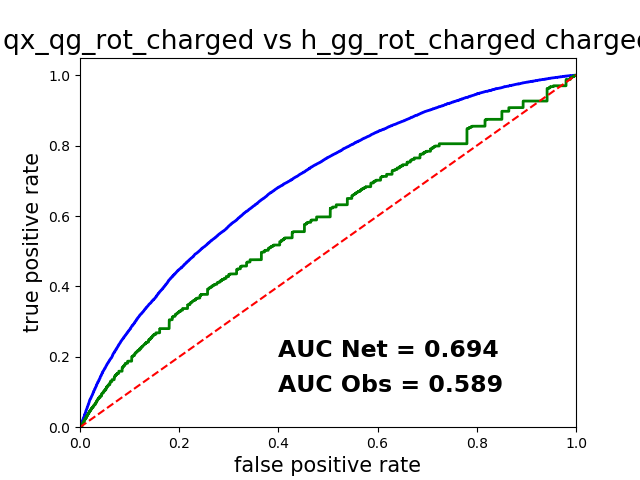 qx_qg_rot_charged vs h_gg_rot_charged charged
1.0
0.8
0.6
0.4
0.2
0.0
true positive rate
AUC Net = 0.694
AUC Obs = 0.589
0.0 0.2 0.4 0.6 0.8 1.0
false positive rate